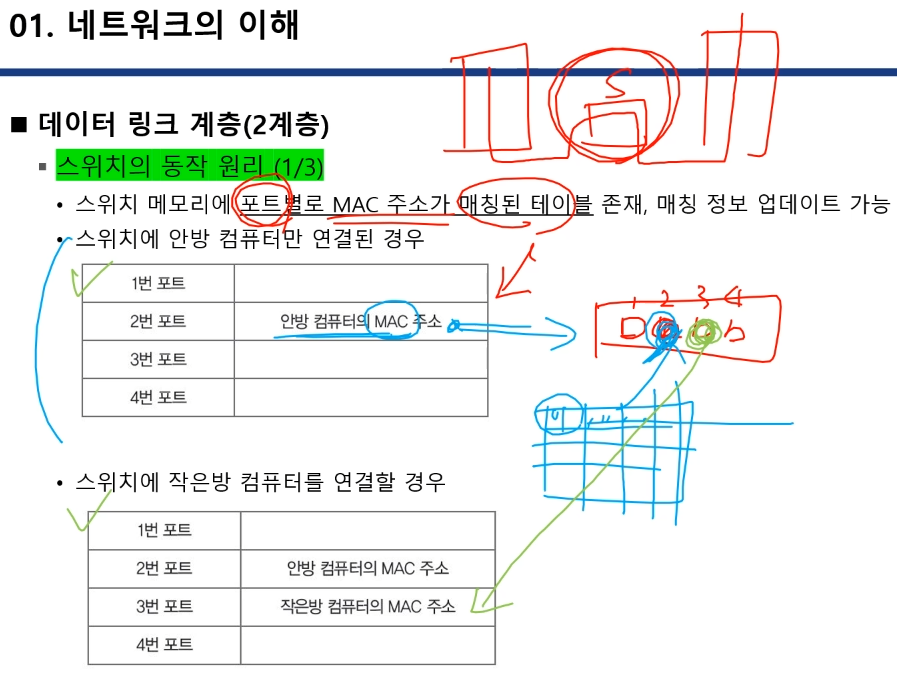 01. 네트워크의 이해
S
■ 데이터 링크 계층(2계층)
▪ 스위치의 동작 원리 (1/3)
• 스위치 메모리에 포트별로 MAC 주소가 매칭된 테이블 존재, 매칭 정보 업데이트 가능
• 스위치에 안방 컴퓨터만 연결된 경우
1번 포트
2번 포트 안방 컴퓨터의 MAC 주소
3번 포트
4번 포트
1 2 3 4
• 스위치에 작은방 컴퓨터를 연결할 경우
1번 포트
2번 포트 안방 컴퓨터의 MAC 주소
3번 포트 작은방 컴퓨터의 MAC 주소
4번 포트